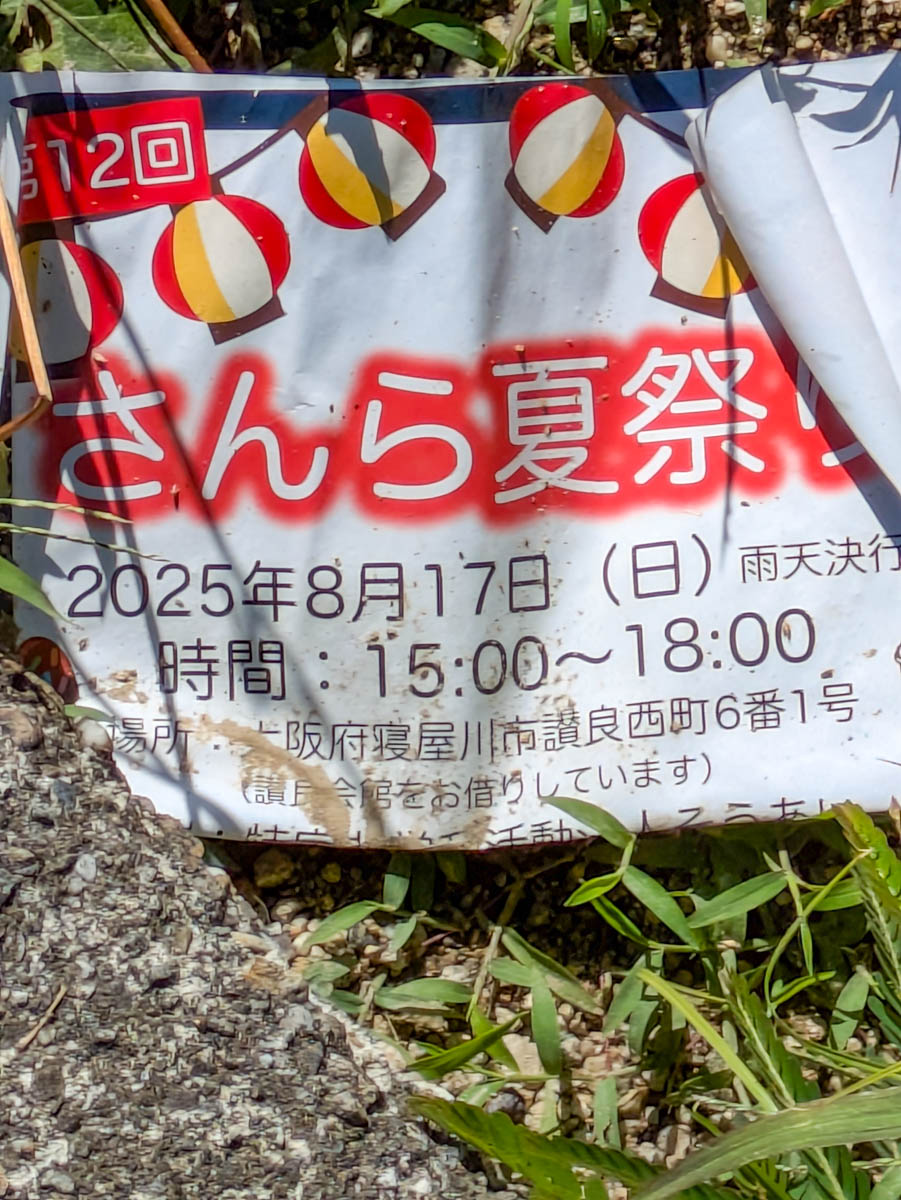 第12回
さんら夏祭り
2025年8月17日(日)雨天決行
時間:15:00~18:00
場所:大阪府寝屋川市讃良西町6番1号
(讃良会館をお借りしています)